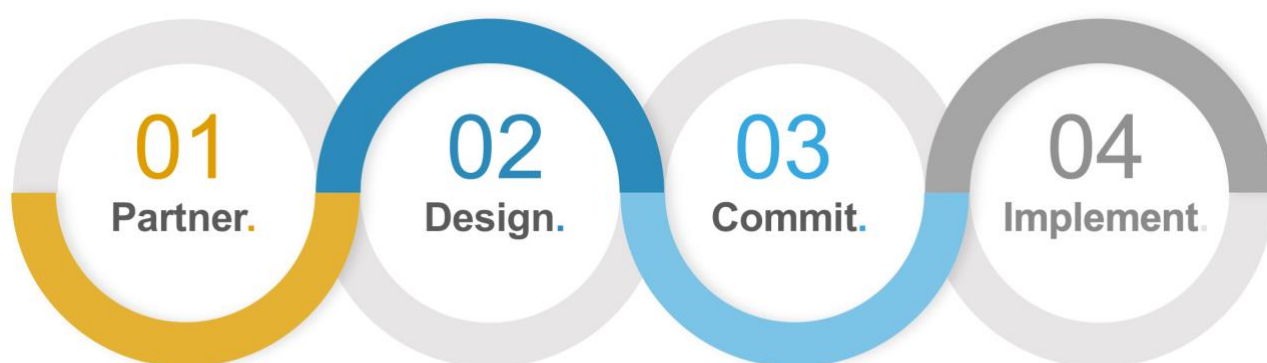 01
Partner.
02
Design.
03
Commit.
04
Implement.